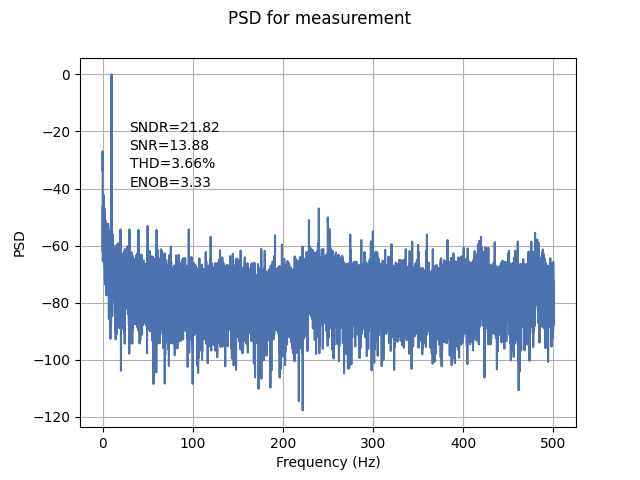 PSD for measurement
0
−20
−40
−60
−80
−100
−120
PSD
SNDR=21.82
SNR=13.88
THD=3.66%
ENOB=3.33
0 100 200 300 400 500
Frequency (Hz)